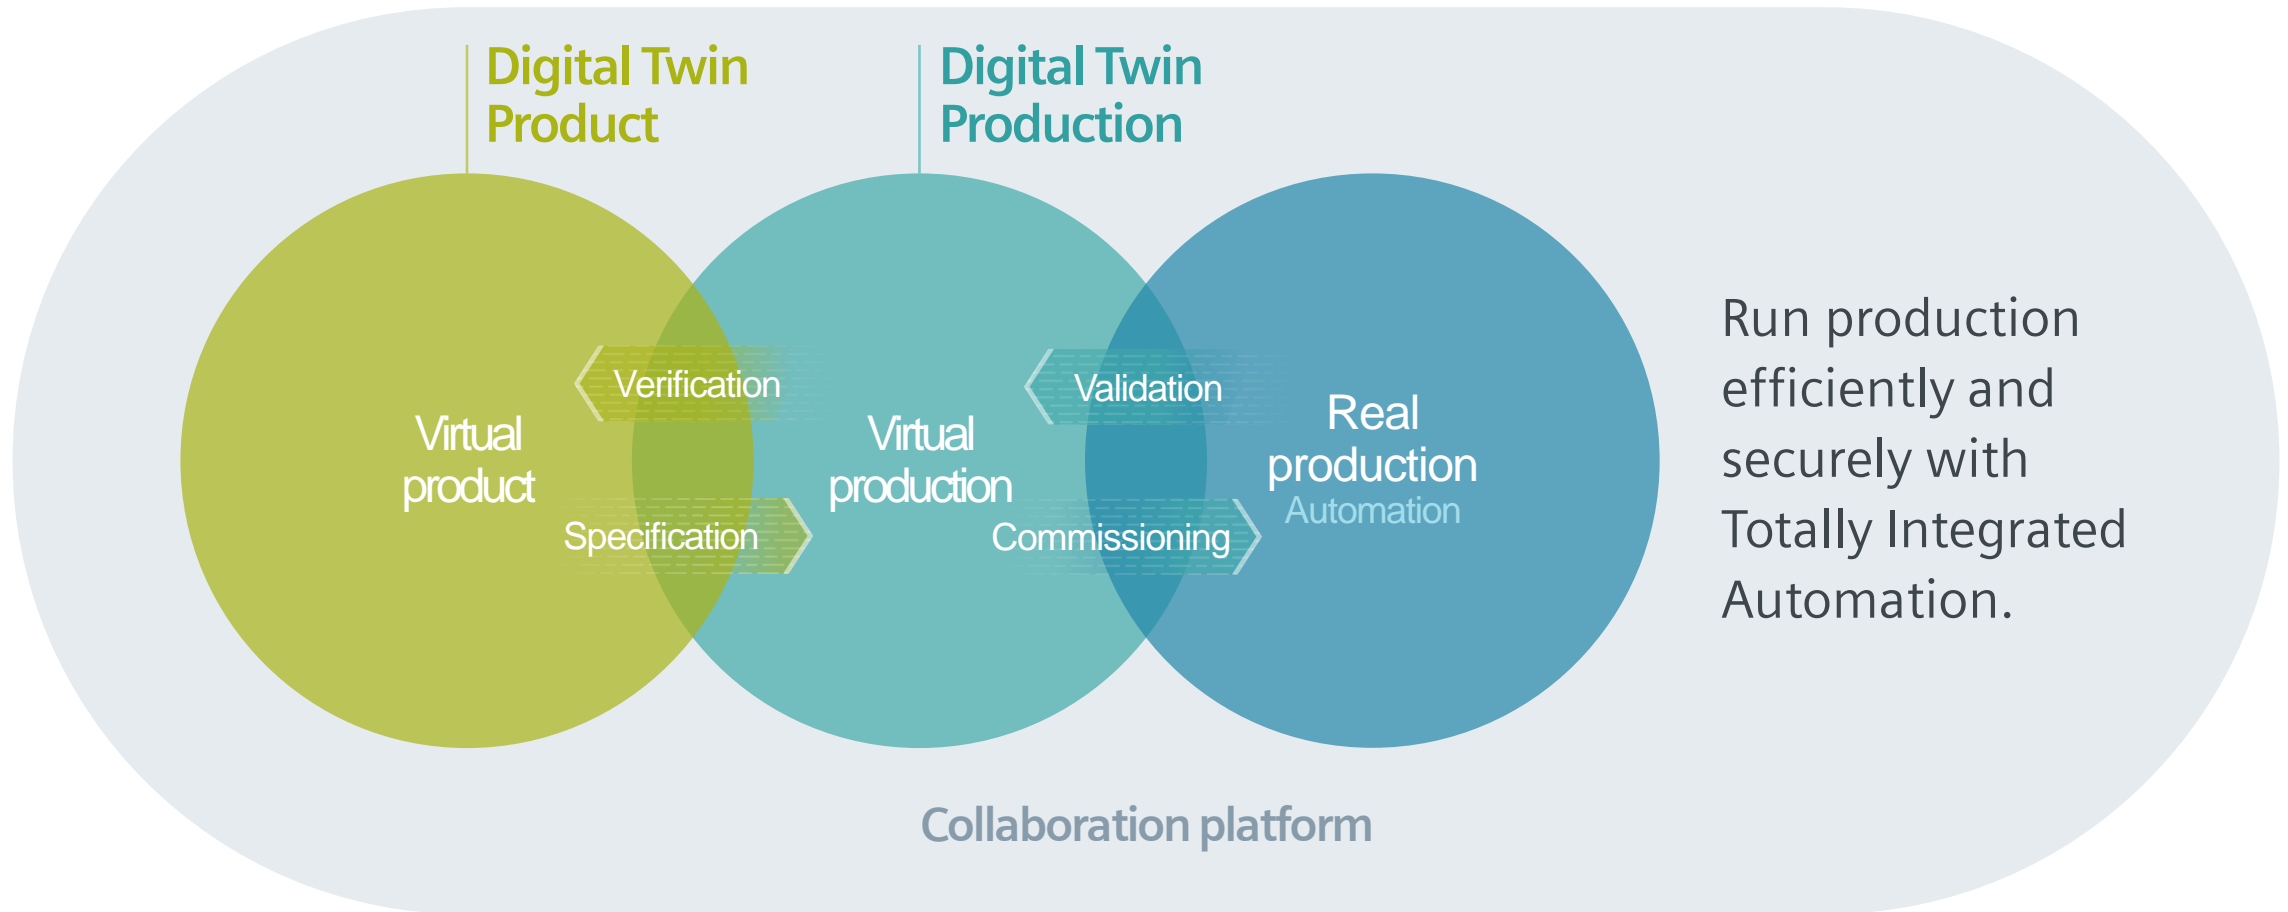 Digital Twin
Product
Digital Twin
Production
Verification
Virtual
product
Specification
Virtual
production
Validation
Commissioning
Real
production
Automation
Run production
efficiently and
securely with
Totally Integrated
Automation.
Collaboration platform